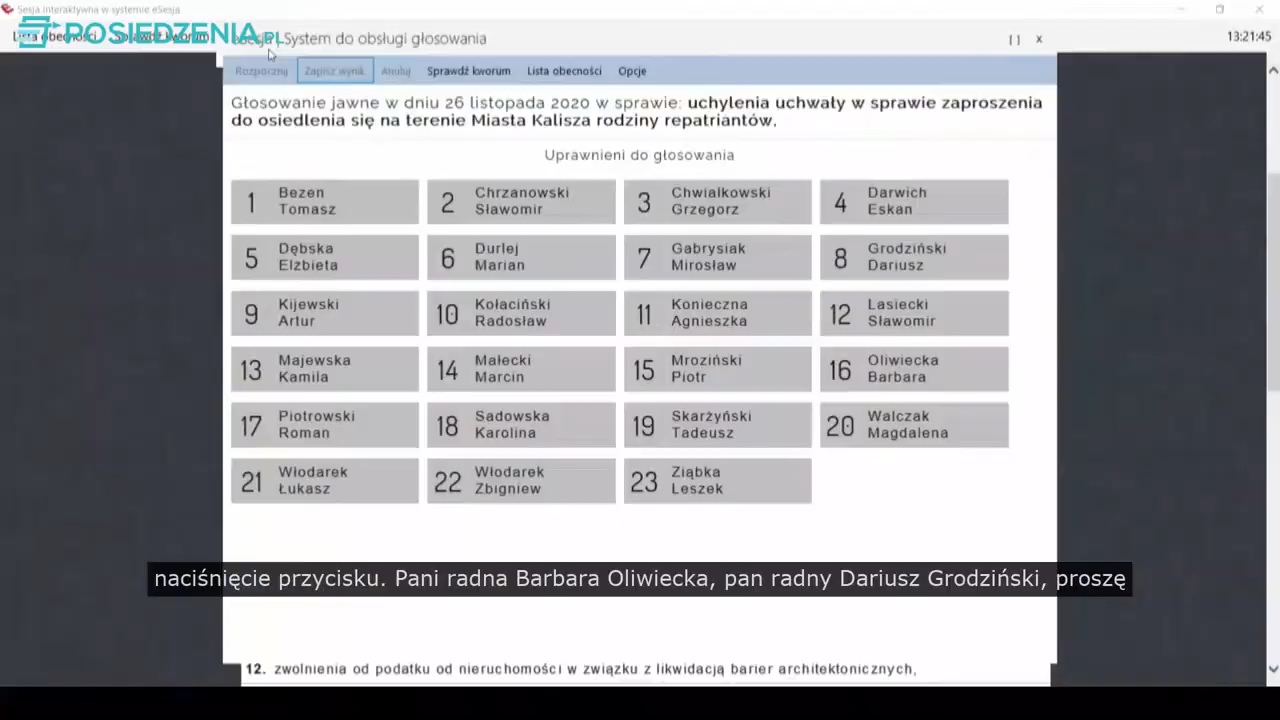 Sesja interaktywna w systemie eSesja
Lista obecności Sprawdź kworum
POSIEDZENIA.PL
eSesja | System do obsługi głosowania
[ ] x
13:21:45
Rozpocznij Zapisz wynik Anuluj Sprawdź kworum Lista obecności Opcje
Głosowanie jawne w dniu 26 listopada 2020 w sprawie: uchylenia uchwały w sprawie zaproszenia
do osiedlenia się na terenie Miasta Kalisza rodziny repatriantów,
Uprawnieni do głosowania
1 Bezen Tomasz
2 Chrzanowski Sławomir
3 Chwiałkowski Grzegorz
4 Darwich Eskan
5 Dębska Elżbieta
6 Durlej Marian
7 Gabrysiak Mirosław
8 Grodziński Dariusz
9 Kijewski Artur
10 Kołaciński Radosław
11 Konieczna Agnieszka
12 Lasiecki Sławomir
13 Majewska Kamila
14 Małecki Marcin
15 Mroziński Piotr
16 Oliwiecka Barbara
17 Piotrowski Roman
18 Sadowska Karolina
19 Skarżyński Tadeusz
20 Walczak Magdalena
21 Włodarek Łukasz
22 Włodarek Zbigniew
23 Ziąbka Leszek
naciśnięcie przycisku. Pani radna Barbara Oliwiecka, pan radny Dariusz Grodziński, proszę
12. zwolnienia od podatku od nieruchomości w związku z likwidacją barier architektonicznych,